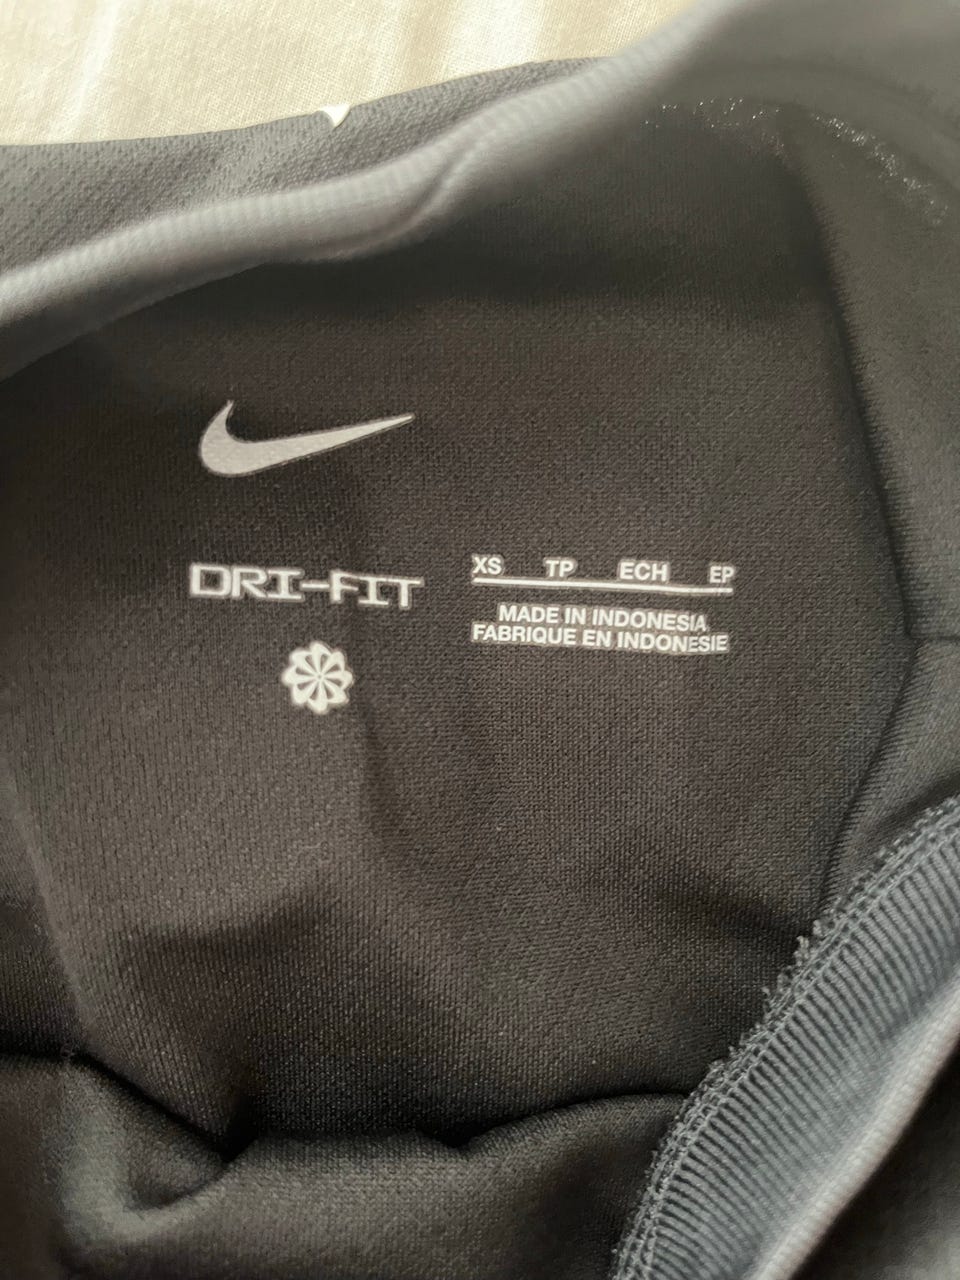 DRI-FIT
XS TP ECH EP
MADE IN INDONESIA
FABRIQUE EN INDONESIE